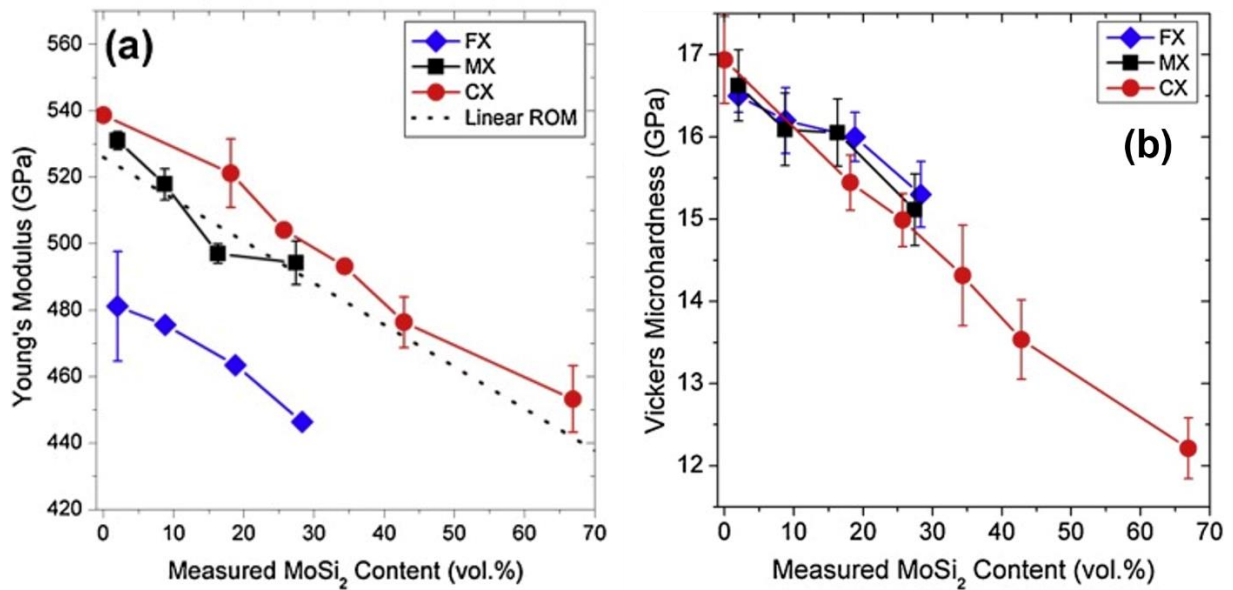 (a)
FX
MX
CX
Linear ROM
Young's Modulus (GPa)
560
540
520
500
480
460
440
420
0 10 20 30 40 50 60 70
Measured MoSi₂ Content (vol.%)
(b)
FX
MX
CX
Vickers Microhardness (GPa)
17
16
15
14
13
12
0 10 20 30 40 50 60 70
Measured MoSi₂ Content (vol.%)